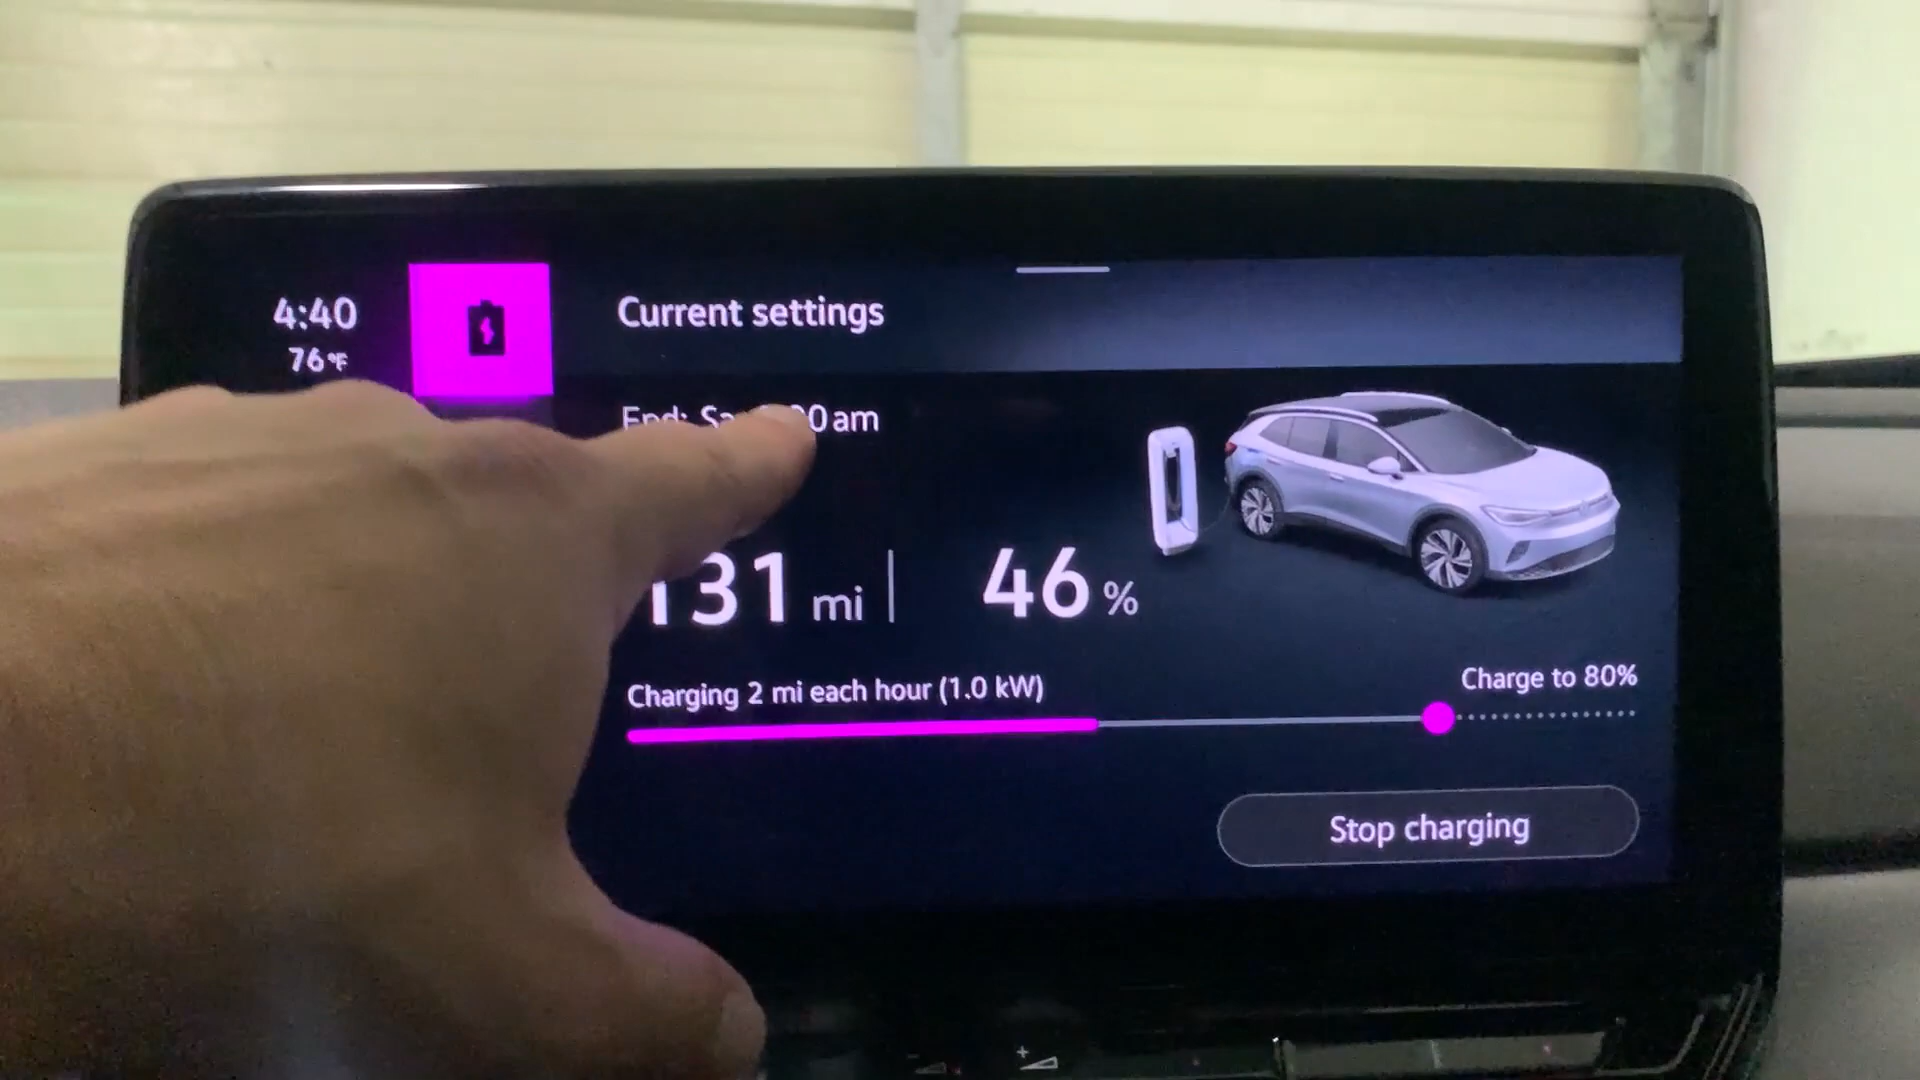 4:40
76°F
Current settings
End: am
131 mi
46 %
Charging 2 mi each hour (1.0 kW)
Charge to 80%
Stop charging